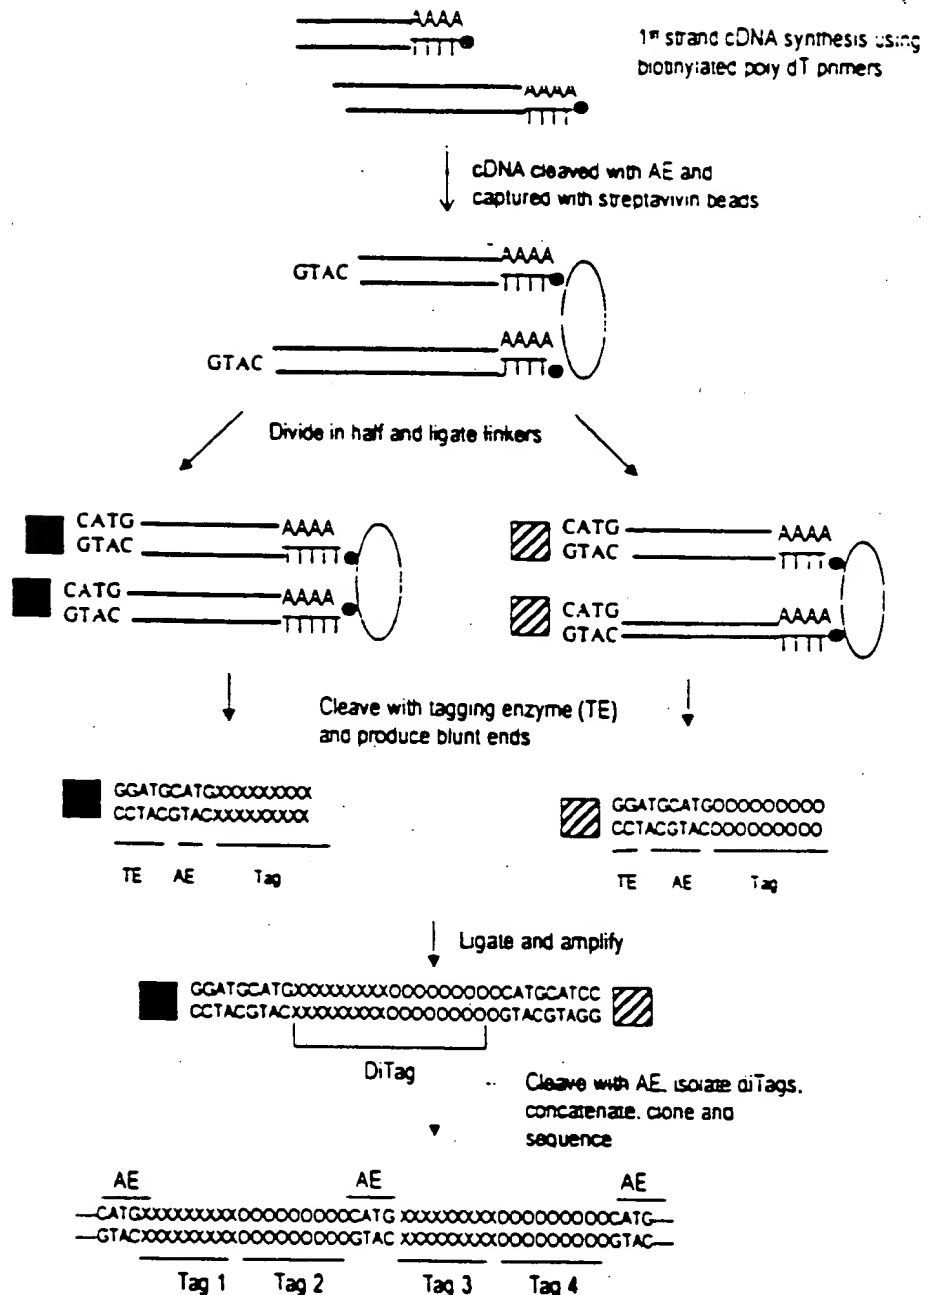 AAAA
TTTT
1st strand cDNA synthesis using
biotinylated poly dT primers
AAAA
TTTT
cDNA cleaved with AE and
captured with streptavivin beads
AAAA
GTAC
TTTT
AAAA
GTAC
TTTT
Divide in half and ligate linkers
CATG AAAA
GTAC TTTTT
CATG AAAA
GTAC TTTTT
CATG AAAA
GTAC TTTT
CATG AAAA
GTAC TTTT
Cleave with tagging enzyme (TE)
and produce blunt ends
GGATGCATGXXXXXXXXX
CCTACGTACXXXXXXXXX
TE AE Tag
GGATGCATGOOOOOOOOO
CCTACGTACOOOOOOOOO
TE AE Tag
Ligate and amplify
GGATGCATGXXXXXXXXXOOOOOOOOOCATGCATCC
CCTACGTACXXXXXXXXXOOOOOOOOOGTACGTAGG
DiTag
Cleave with AE, isolate diTags,
concatenate, clone and
sequence
AE AE AE
CATGXXXXXXXXXOOOOOOOOOCATGXXXXXXXXXOOOOOOOOOCATG
GTACXXXXXXXXXOOOOOOOOOGTACXXXXXXXXXOOOOOOOOOGTAC
Tag 1 Tag 2 Tag 3 Tag 4